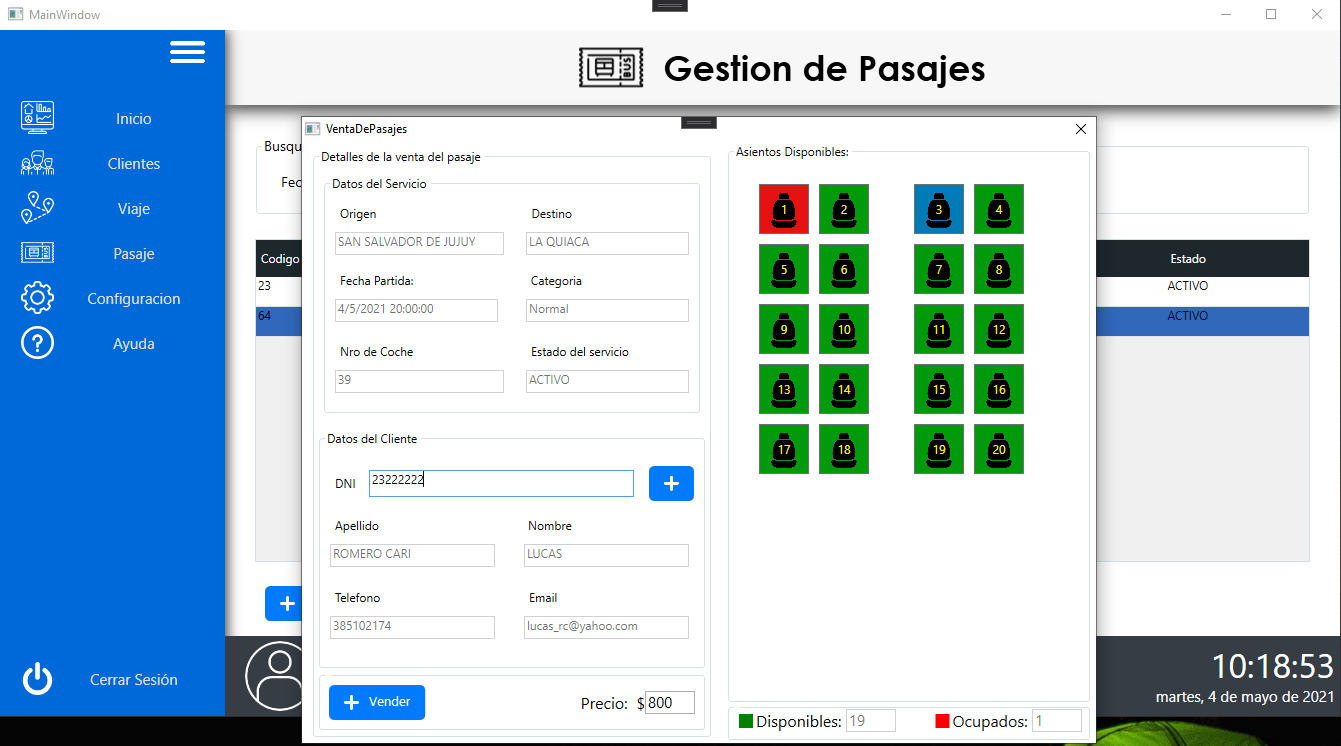 MainWindow
Gestion de Pasajes
BUS
Inicio
Clientes
Viaje
Pasaje
Configuracion
Ayuda
Cerrar Sesión
Codigo
23
64
Estado
ACTIVO
ACTIVO
VentaDePasajes
Detalles de la venta del pasaje
Datos del Servicio
Origen Destino
SAN SALVADOR DE JUJUY LA QUIACA
Fecha Partida: Categoria
4/5/2021 20:00:00 Normal
Nro de Coche Estado del servicio
39 ACTIVO
Datos del Cliente
DNI 23222222
Apellido Nombre
ROMERO CARI LUCAS
Telefono Email
385102174 lucas_rc@yahoo.com
Vender Precio: $ 800
Asientos Disponibles:
1 2 3 4
5 6 7 8
9 10 11 12
13 14 15 16
17 18 19 20
Disponibles: 19 Ocupados: 1
10:18:53
martes, 4 de mayo de 2021